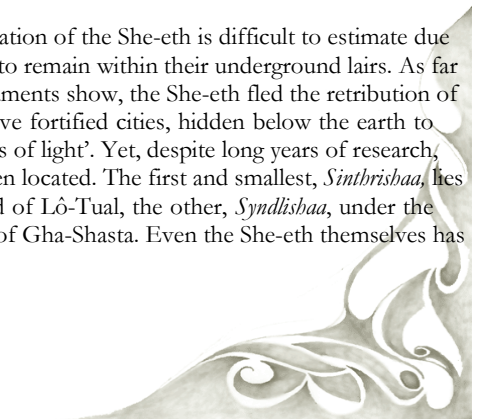 ation of the She-eth is difficult to estimate due
to remain within their underground lairs. As far
uments show, the She-eth fled the retribution of
ve fortified cities, hidden below the earth to
s of light’. Yet, despite long years of research,
en located. The first and smallest, Sinthrishaa, lies
d of Lô-Tual, the other, Syndlishaa, under the
of Gha-Shasta. Even the She-eth themselves has